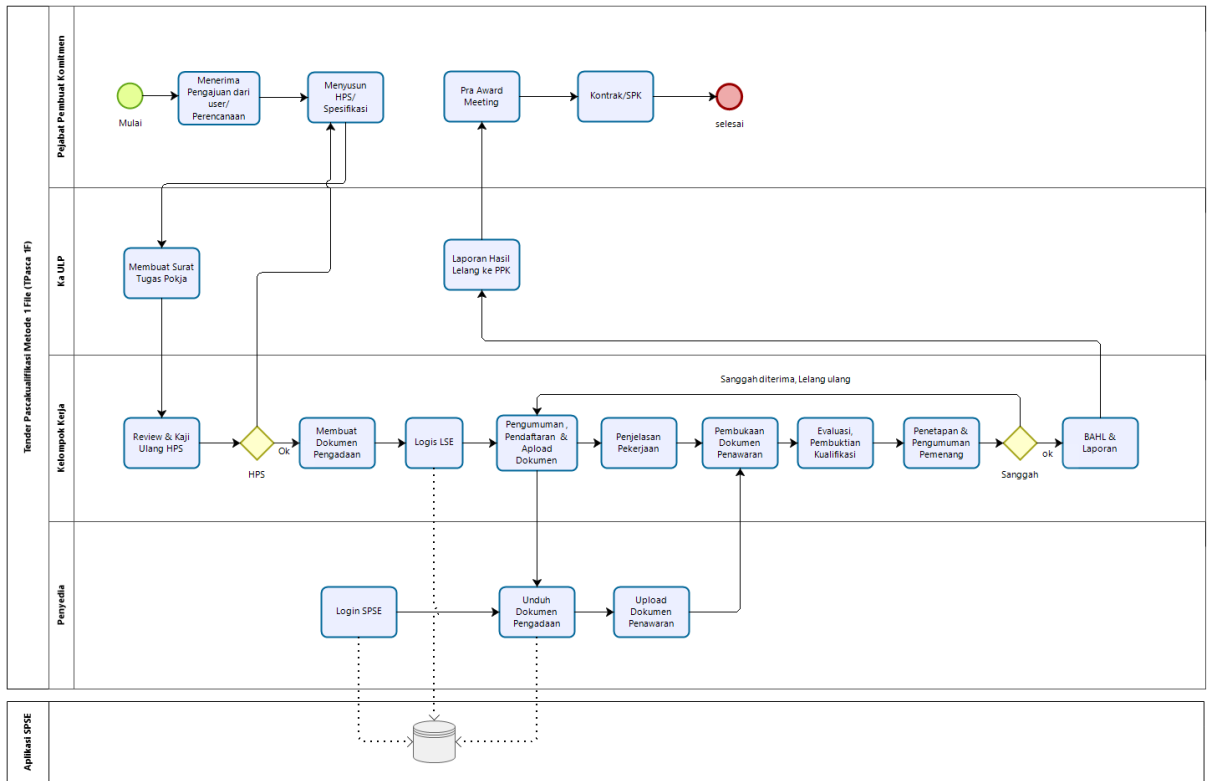 Tender Pascakualifikasi Metode 1 File (TPasca 1F)
Pejabat Pembuat Komitmen
Mulai
Menerima
Pengajuan dari
user/
Perencanaan
Menyusun
HPS/
Spesifikasi
Pra Award
Meeting
Kontrak/SPK
selesai
Ka ULP
Membuat Surat
Tugas Pokja
Laporan Hasil
Lelang ke PPK
Kelompok Kerja
Sanggah diterima, Lelang ulang
Review & Kaji
Ulang HPS
HPS
Ok
Membuat
Dokumen
Pengadaan
Logis LSE
Pengumuman ,
Pendaftaran &
Apload
Dokumen
Penjelasan
Pekerjaan
Pembukaan
Dokumen
Penawaran
Evaluasi,
Pembuktian
Kualifikasi
Penetapan &
Pengumuman
Pemenang
Sanggah
ok
BAHL &
Laporan
Penyedia
Login SPSE
Unduh
Dokumen
Pengadaan
Upload
Dokumen
Penawaran
Aplikasi SPSE